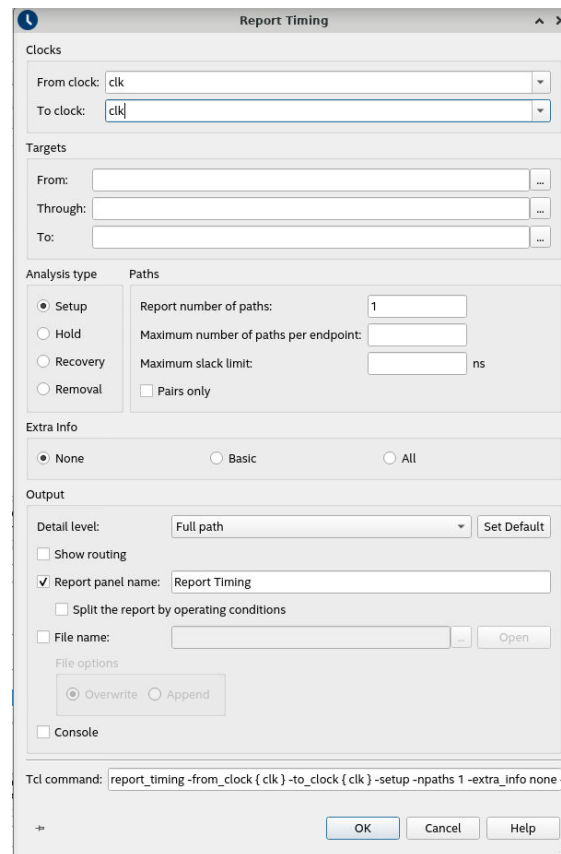 Report Timing
Clocks
From clock: clk
To clock: clk
Targets
From: ...
Through: ...
To: ...
Analysis type Paths
Setup Report number of paths: 1
Hold Maximum number of paths per endpoint:
Recovery Maximum slack limit: ns
Removal Pairs only
Extra Info
None Basic All
Output
Detail level: Full path Set Default
Show routing
Report panel name: Report Timing
Split the report by operating conditions
File name: ... Open
File options
Overwrite Append
Console
Tcl command: report_timing -from_clock { clk } -to_clock { clk } -setup -npaths 1 -extra_info none -
OK Cancel Help